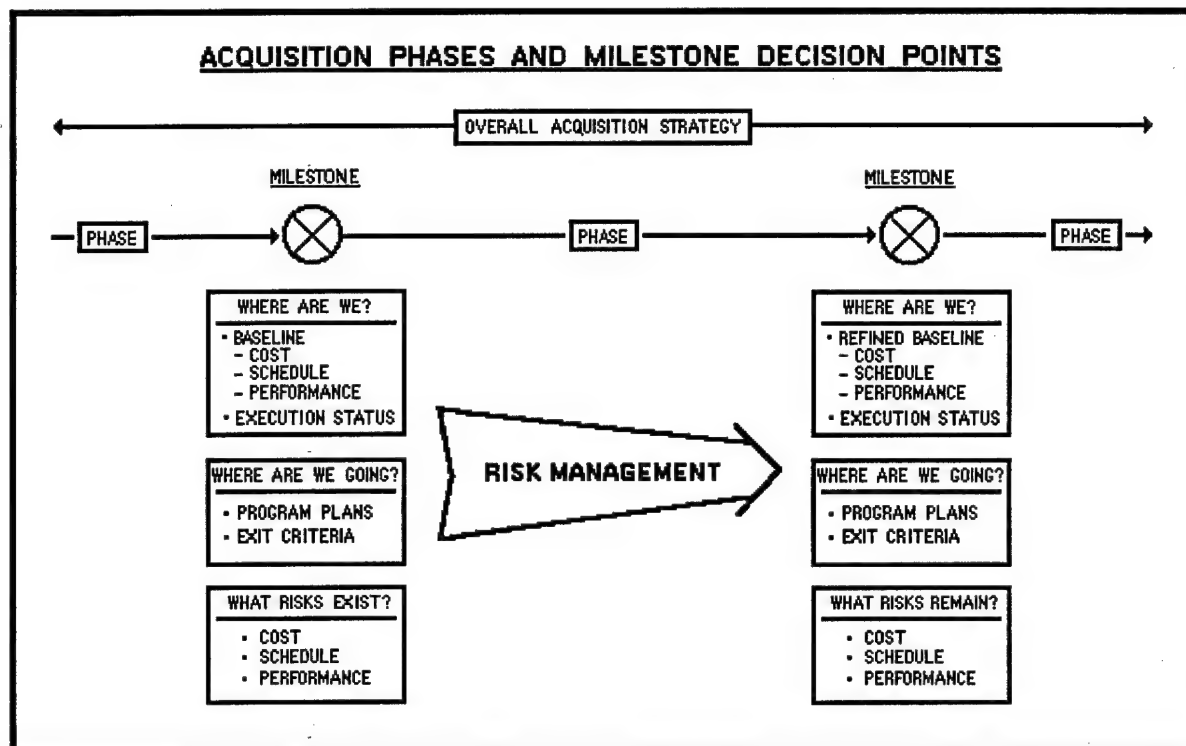 ACQUISITION PHASES AND MILESTONE DECISION POINTS
OVERALL ACQUISITION STRATEGY
MILESTONE
MILESTONE
PHASE
PHASE
PHASE
WHERE ARE WE?
• BASELINE
– COST
– SCHEDULE
– PERFORMANCE
• EXECUTION STATUS
WHERE ARE WE GOING?
• PROGRAM PLANS
• EXIT CRITERIA
WHAT RISKS EXIST?
• COST
• SCHEDULE
• PERFORMANCE
RISK MANAGEMENT
WHERE ARE WE?
• REFINED BASELINE
– COST
– SCHEDULE
– PERFORMANCE
• EXECUTION STATUS
WHERE ARE WE GOING?
• PROGRAM PLANS
• EXIT CRITERIA
WHAT RISKS REMAIN?
• COST
• SCHEDULE
• PERFORMANCE